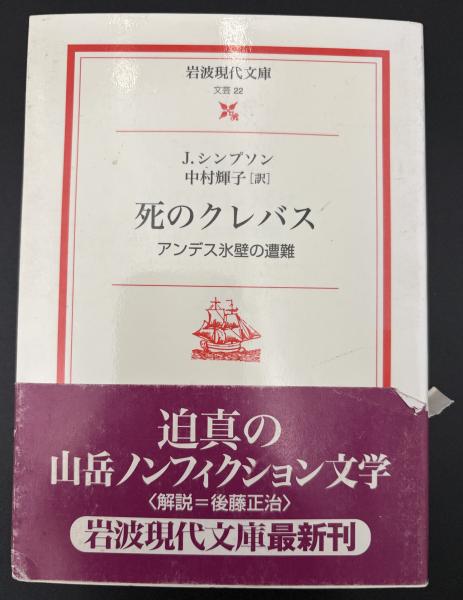 岩波現代文庫
文芸 22
J.シンプソン
中村輝子[訳]
死のクレバス
アンデス氷壁の遭難
迫真の
山岳ノンフィクション文学
〈解説=後藤正治〉
岩波現代文庫最新刊